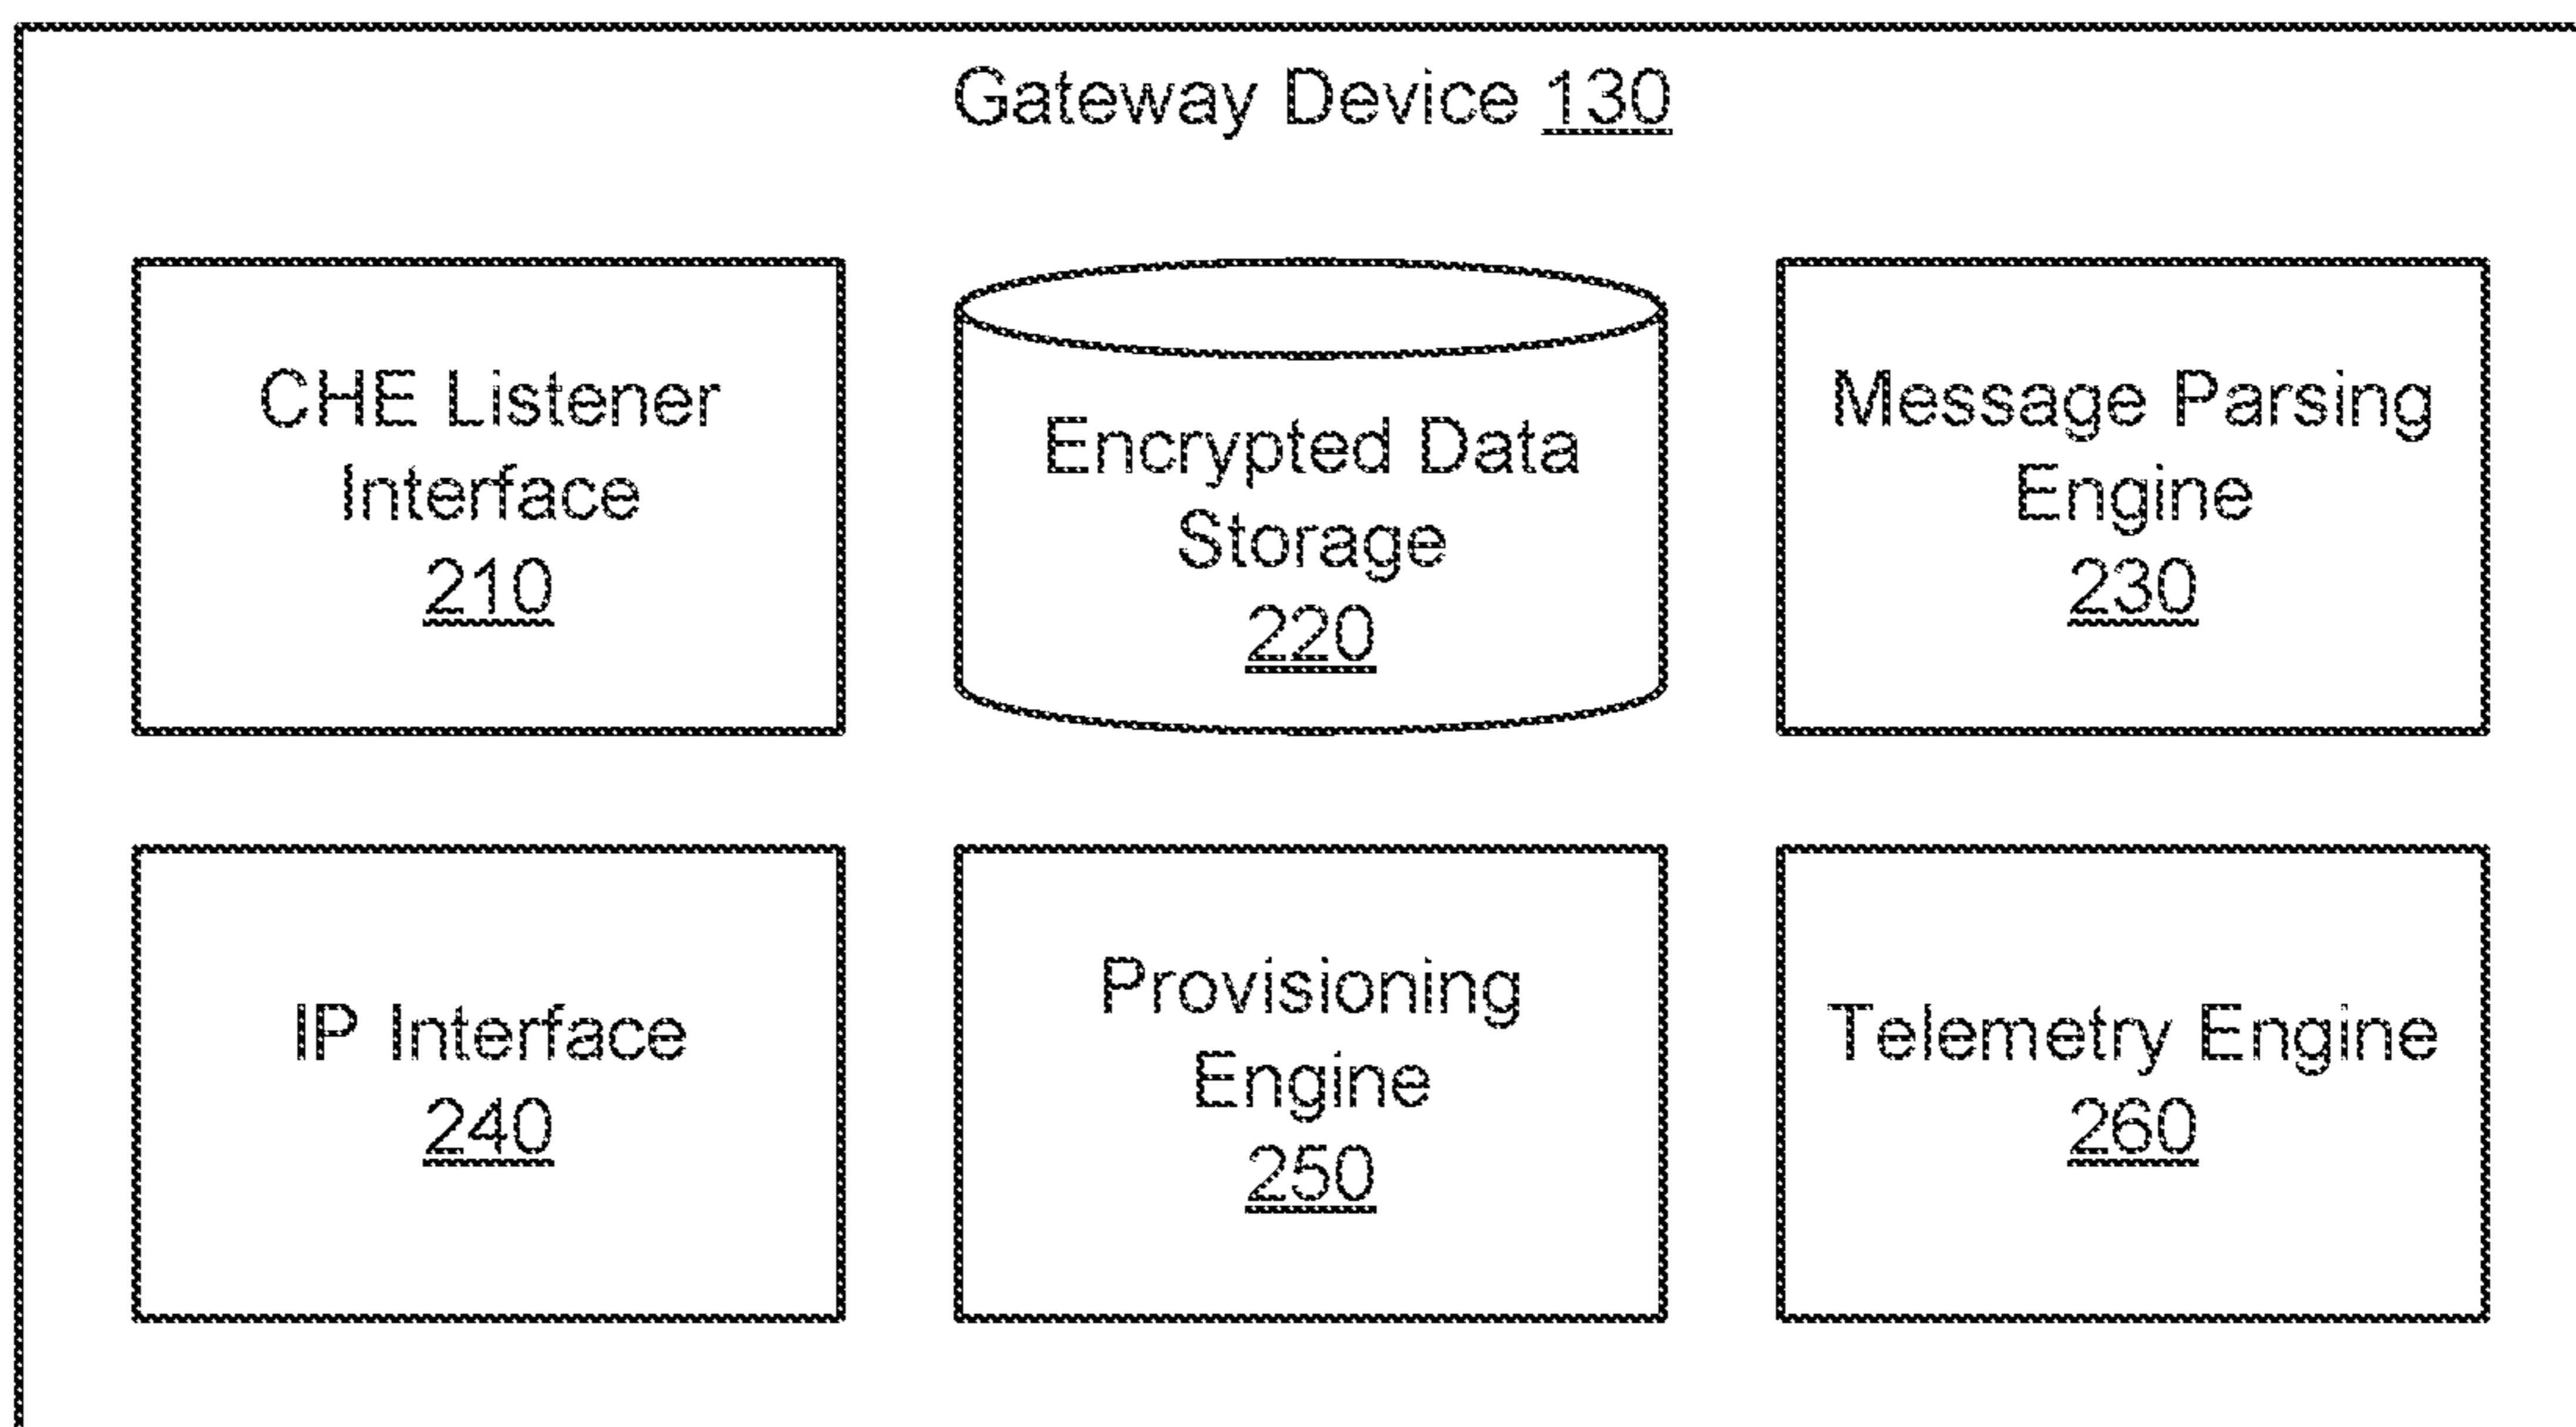 Gateway Device 130
CHE Listener
Interface
210
Encrypted Data
Storage
220
Message Parsing
Engine
230
IP Interface
240
Provisioning
Engine
250
Telemetry Engine
260